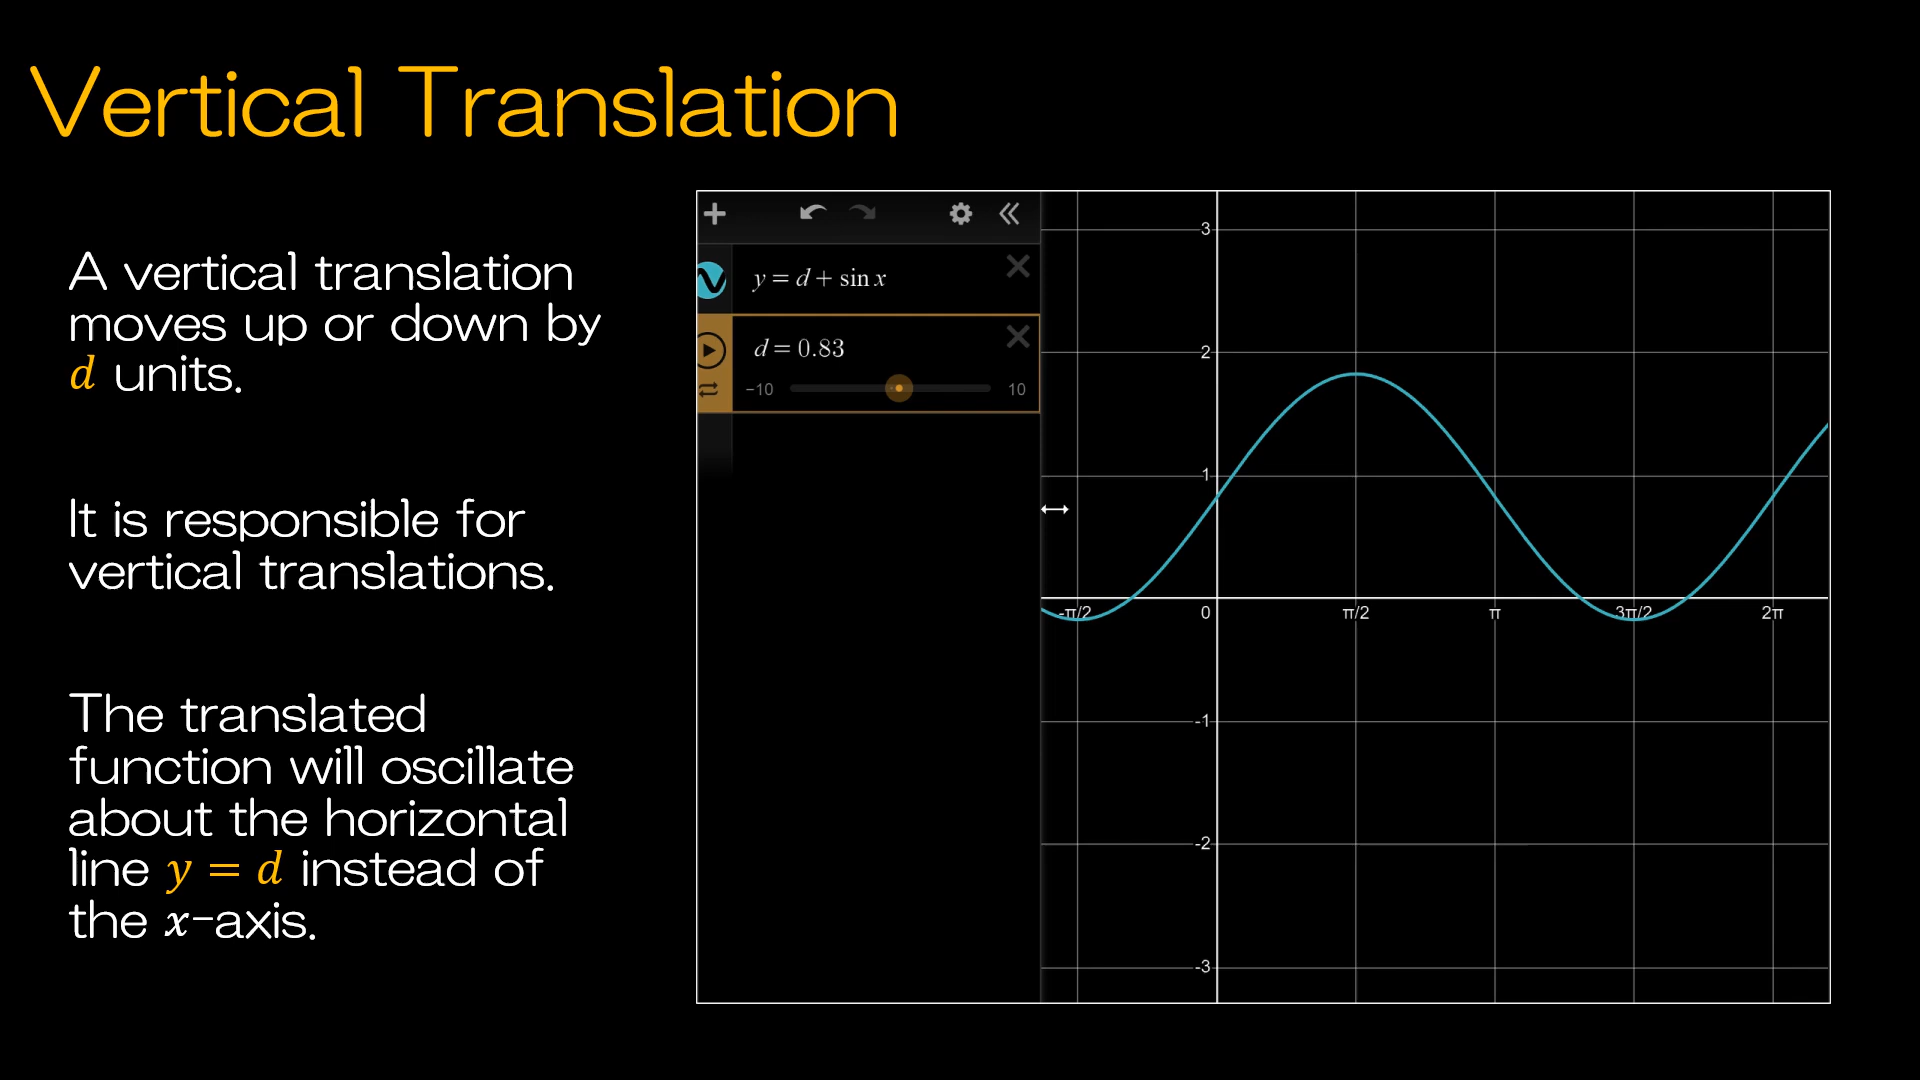 Vertical Translation
A vertical translation
moves up or down by
d units.
It is responsible for
vertical translations.
The translated
function will oscillate
about the horizontal
line y = d instead of
the x-axis.
y = d + sin x
d = 0.83
−10 10
3
2
1
-π/2 0 π/2 π 3π/2 2π
-1
-2
-3